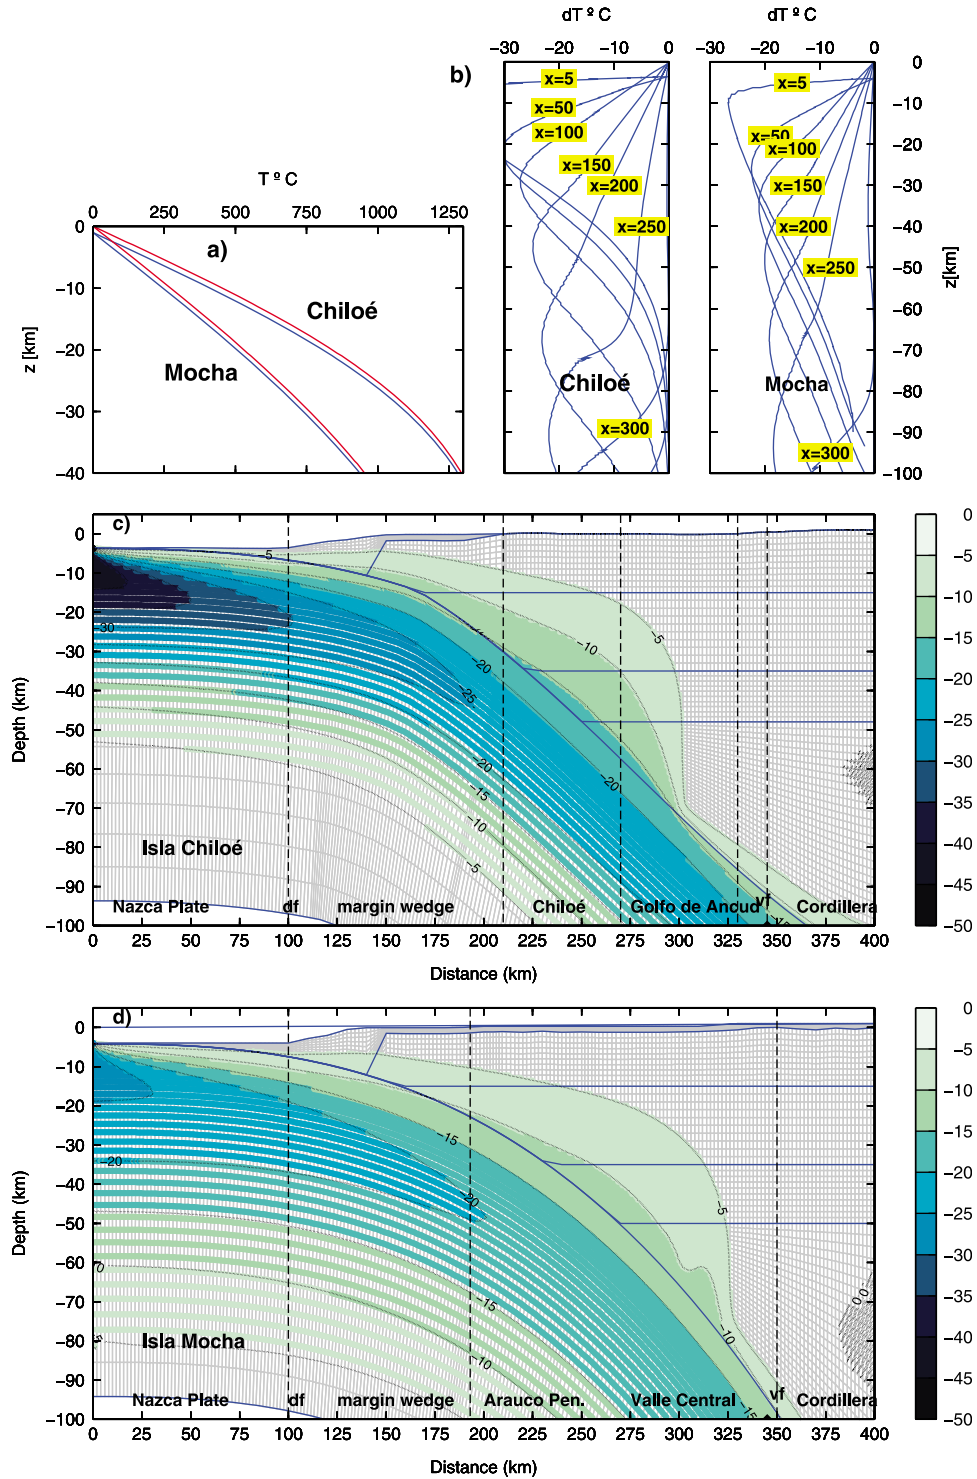 dT º C dT º C
−30 −20 −10 0 −30 −20 −10 0
b)
x=5 x=5
x=50 x=50
x=100 x=100
x=150 x=150
x=200 x=200
x=250 x=250
x=300 x=300
Chiloé Mocha
0
−10
−20
−30
−40
−50
−60
−70
−80
−90
−100
z[km]
T º C
0 250 500 750 1000 1250
a)
Chiloé
Mocha
0
−10
−20
−30
−40
z [km]
c)
0
−10
−20
−30
−40
−50
−60
−70
−80
−90
−100
Depth (km)
−5
−30
−10
−5
−20
−25
−20
−20
−15
−10
−5
Isla Chiloé
Nazca Plate df margin wedge Chiloé Golfo de Ancud vf Cordillera
0 25 50 75 100 125 150 175 200 225 250 275 300 325 350 375 400
Distance (km)
0
−5
−10
−15
−20
−25
−30
−35
−40
−45
−50
d)
0
−10
−20
−30
−40
−50
−60
−70
−80
−90
−100
Depth (km)
−15
−20
−20
−5
−15
−10
−10
−15
0.0
Isla Mocha
Nazca Plate df margin wedge Arauco Pen. Valle Central vf Cordillera
0 25 50 75 100 125 150 175 200 225 250 275 300 325 350 375 400
Distance (km)
0
−5
−10
−15
−20
−25
−30
−35
−40
−45
−50